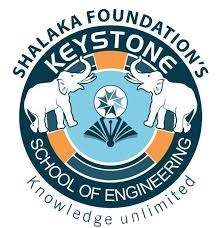 SHALAKA FOUNDATION'S
KEYSTONE
SCHOOL OF ENGINEERING
Knowledge unlimited